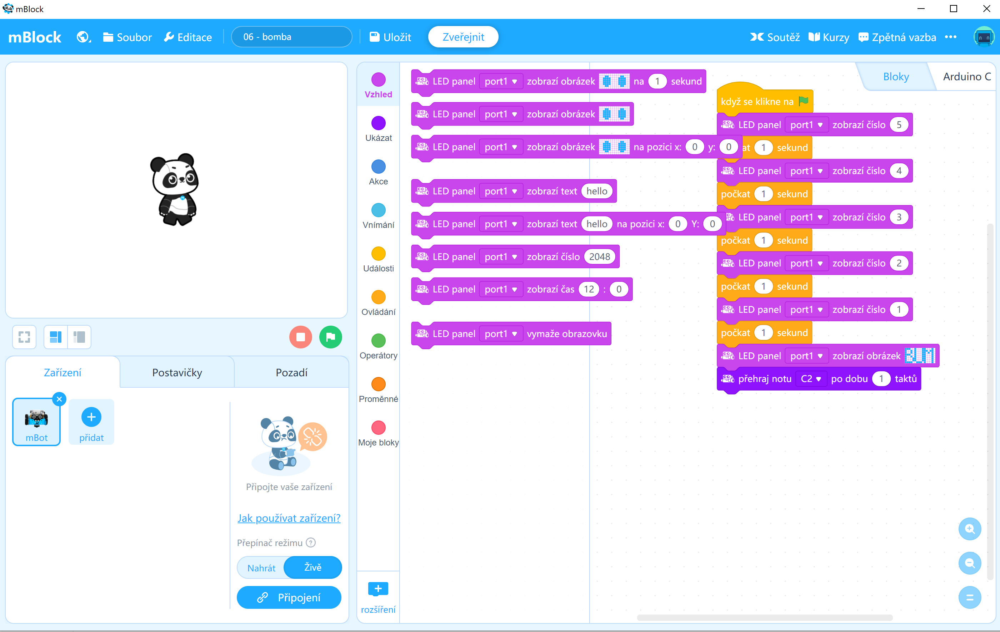 mBlock
mBlock
Soubor
Editace
06 - bomba
Uložit
Zveřejnit
Soutěž
Kurzy
Zpětná vazba
Bloky
Arduino C
Vzhled
Ukázat
Akce
Vnímání
Události
Ovládání
Operátory
Proměnné
Moje bloky
rozšíření
LED panel port1 zobrazí obrázek na 1 sekund
LED panel port1 zobrazí obrázek
LED panel port1 zobrazí obrázek na pozici x: 0 y: 0
LED panel port1 zobrazí text hello
LED panel port1 zobrazí text hello na pozici x: 0 Y: 0
LED panel port1 zobrazí číslo 2048
LED panel port1 zobrazí čas 12 : 0
LED panel port1 vymaže obrazovku
když se klikne na
LED panel port1 zobrazí číslo 5
at 1 sekund
LED panel port1 zobrazí číslo 4
počkat 1 sekund
LED panel port1 zobrazí číslo 3
počkat 1 sekund
LED panel port1 zobrazí číslo 2
počkat 1 sekund
LED panel port1 zobrazí číslo 1
počkat 1 sekund
LED panel port1 zobrazí obrázek BUM
přehraj notu C2 po dobu 1 taktů
Zařízení
Postavičky
Pozadí
mBot
přidat
Připojte vaše zařízení
Jak používat zařízení?
Přepínač režimu ?
Nahrát
Živě
Připojení